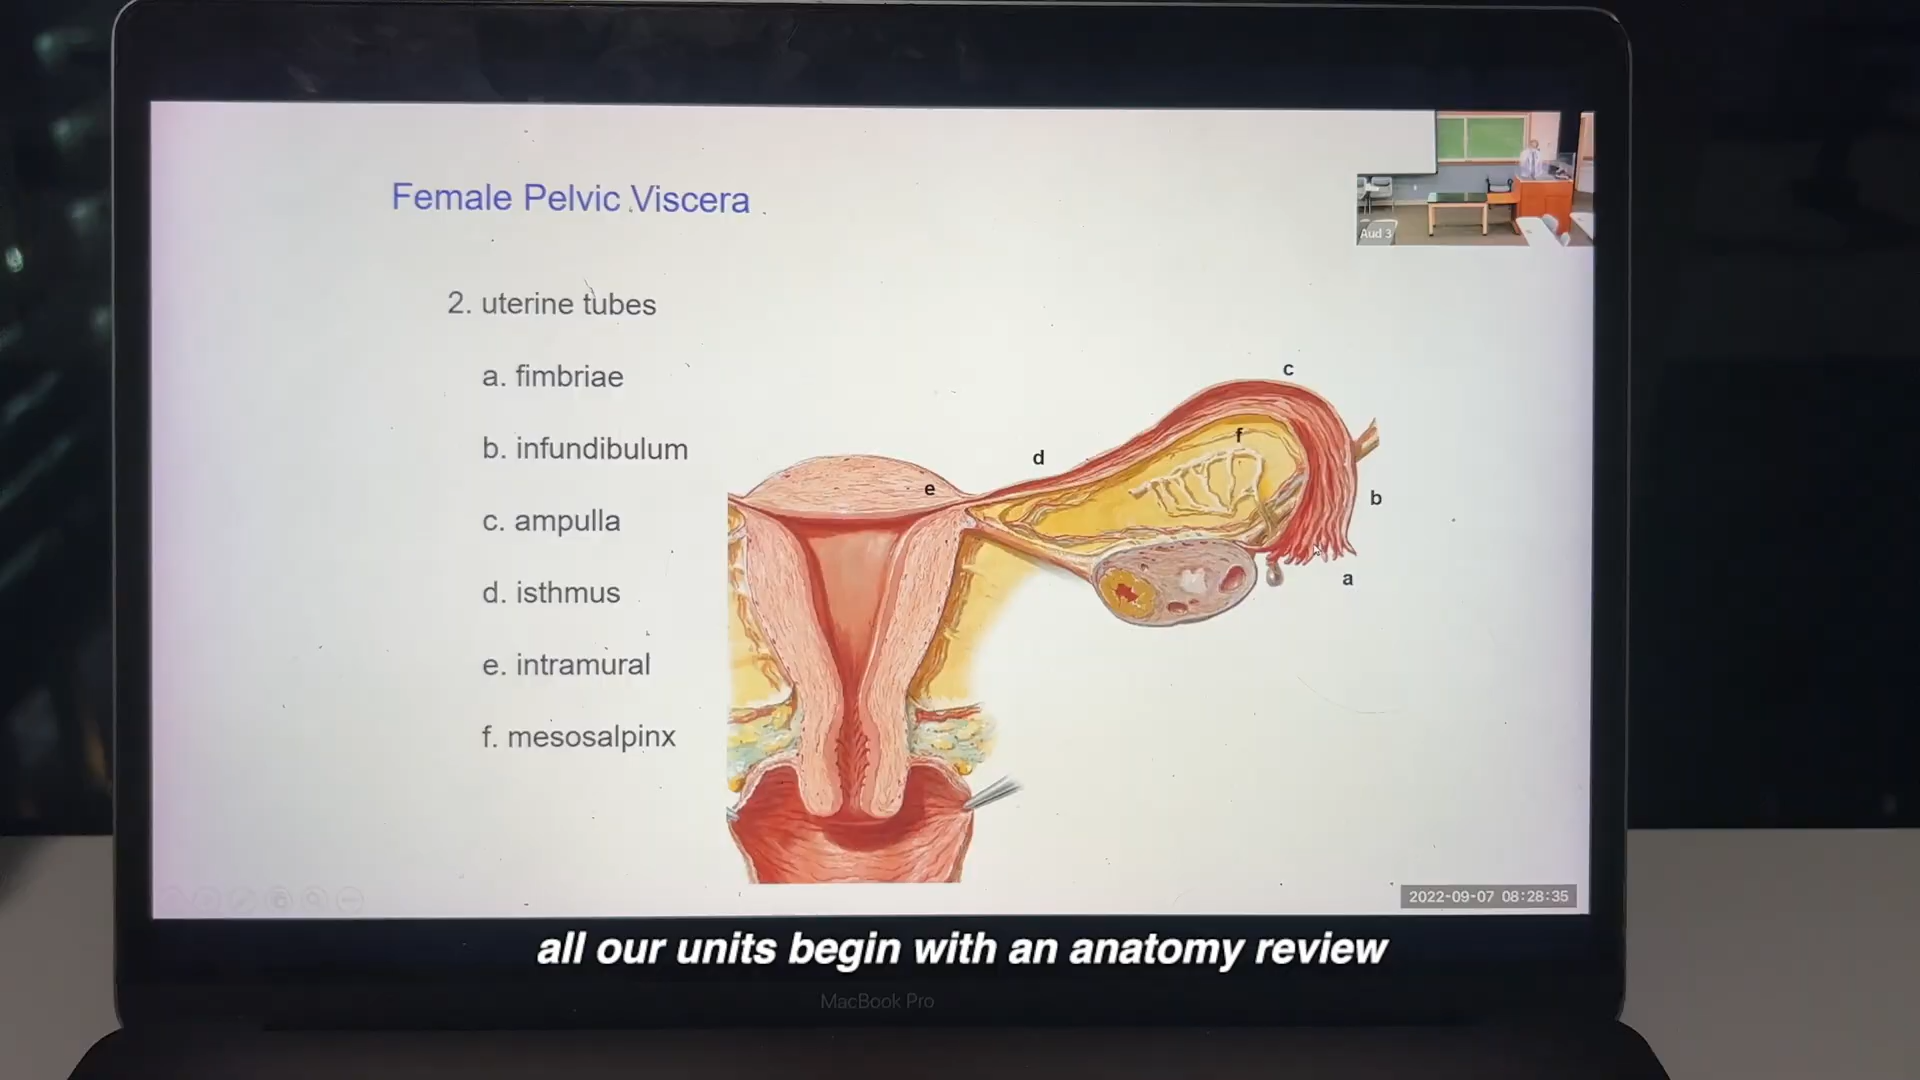 Female Pelvic Viscera
Aud 3
2. uterine tubes
a. fimbriae
b. infundibulum
c. ampulla
d. isthmus
e. intramural
f. mesosalpinx
c
f
d
e
b
a
2022-09-07 08:28:35
all our units begin with an anatomy review
MacBook Pro